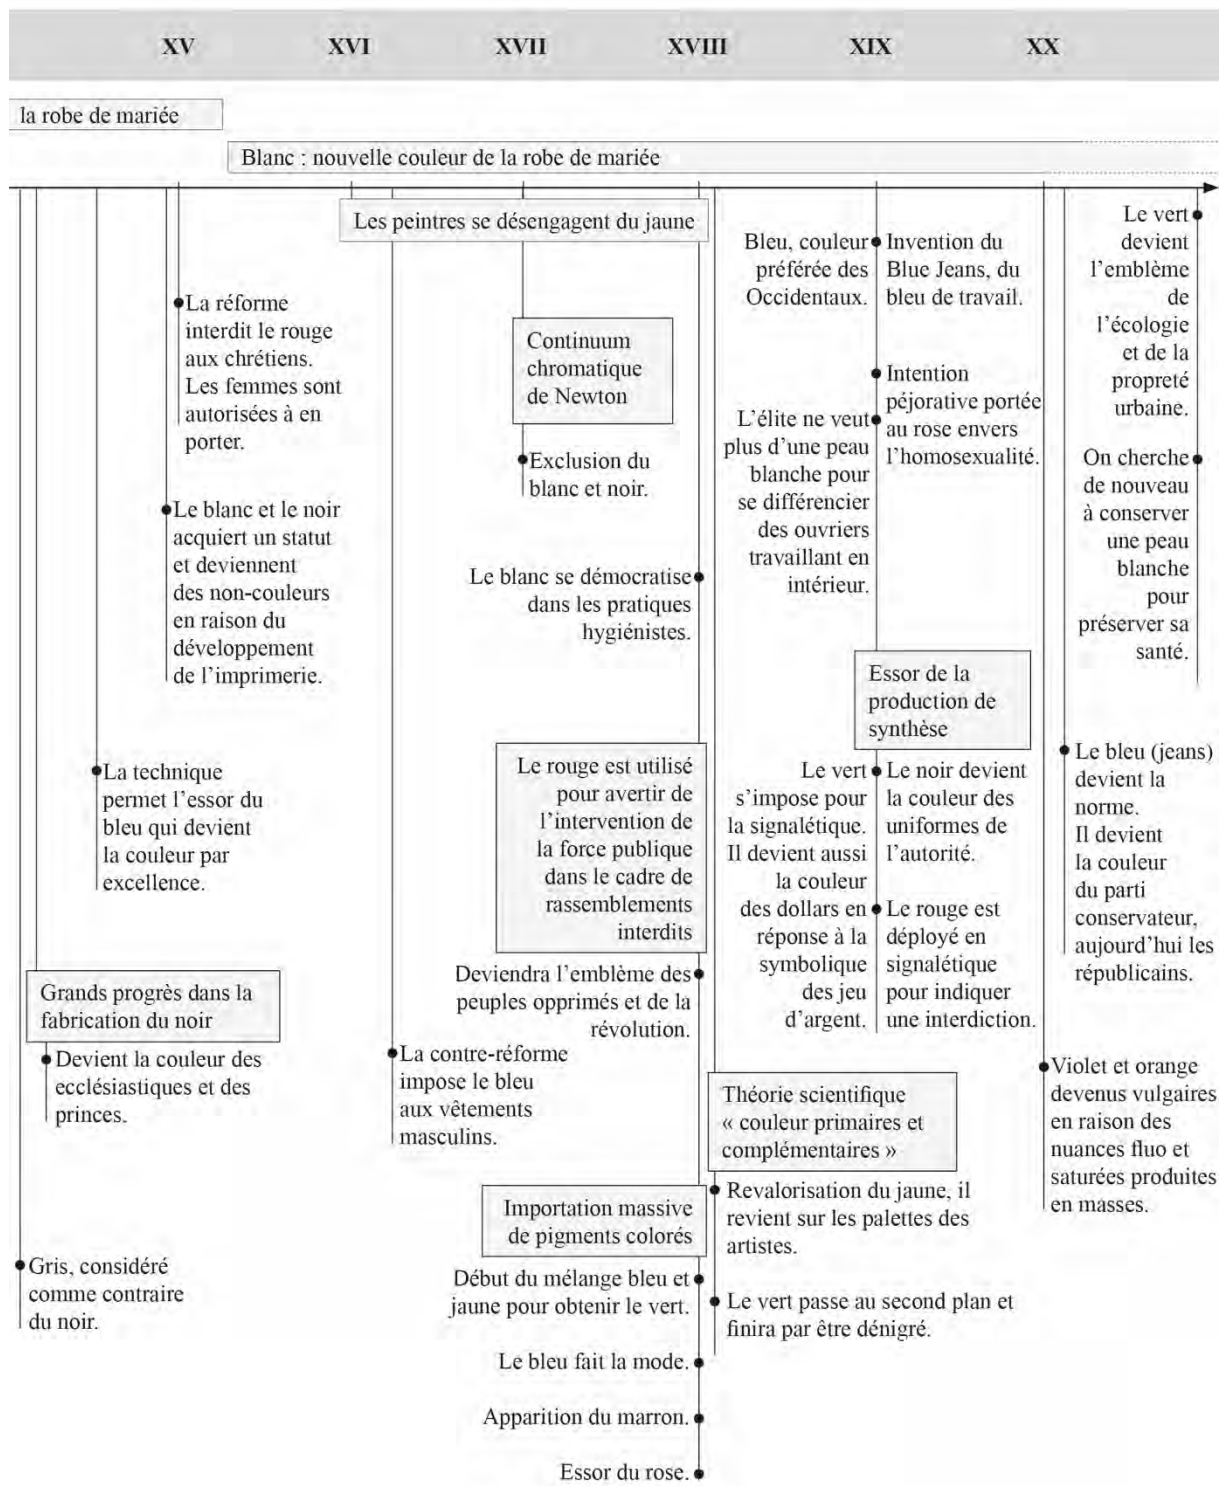 XV XVI XVII XVIII XIX XX
la robe de mariée
Blanc : nouvelle couleur de la robe de mariée
Les peintres se désengagent du jaune
La réforme
interdit le rouge
aux chrétiens.
Les femmes sont
autorisées à en
porter.
Le blanc et le noir
acquiert un statut
et deviennent
des non-couleurs
en raison du
développement
de l’imprimerie.
La technique
permet l’essor du
bleu qui devient
la couleur par
excellence.
Grands progrès dans la
fabrication du noir
Devient la couleur des
ecclésiastiques et des
princes.
Gris, considéré
comme contraire
du noir.
La contre-réforme
impose le bleu
aux vêtements
masculins.
Continuum
chromatique
de Newton
Exclusion du
blanc et noir.
Le blanc se démocratise
dans les pratiques
hygiénistes.
Le rouge est utilisé
pour avertir de
l’intervention de
la force publique
dans le cadre de
rassemblements
interdits
Deviendra l’emblème des
peuples opprimés et de la
révolution.
Importation massive
de pigments colorés
Début du mélange bleu et
jaune pour obtenir le vert.
Le bleu fait la mode.
Apparition du marron.
Essor du rose.
Théorie scientifique
« couleur primaires et
complémentaires »
Revalorisation du jaune, il
revient sur les palettes des
artistes.
Le vert passe au second plan et
finira par être dénigré.
Bleu, couleur
préférée des
Occidentaux.
L’élite ne veut
plus d’une peau
blanche pour
se différencier
des ouvriers
travaillant en
intérieur.
Invention du
Blue Jeans, du
bleu de travail.
Intention
péjorative portée
au rose envers
l’homosexualité.
Essor de la
production de
synthèse
Le vert
s’impose pour
la signalétique.
Il devient aussi
la couleur
des dollars en
réponse à la
symbolique
des jeu
d’argent.
Le noir devient
la couleur des
uniformes de
l’autorité.
Le rouge est
déployé en
signalétique
pour indiquer
une interdiction.
Violet et orange
devenus vulgaires
en raison des
nuances fluo et
saturées produites
en masses.
Le bleu (jeans)
devient la
norme.
Il devient
la couleur
du parti
conservateur,
aujourd’hui les
républicains.
Le vert
devient
l’emblème
de
l’écologie
et de la
propreté
urbaine.
On cherche
de nouveau
à conserver
une peau
blanche
pour
préserver sa
santé.